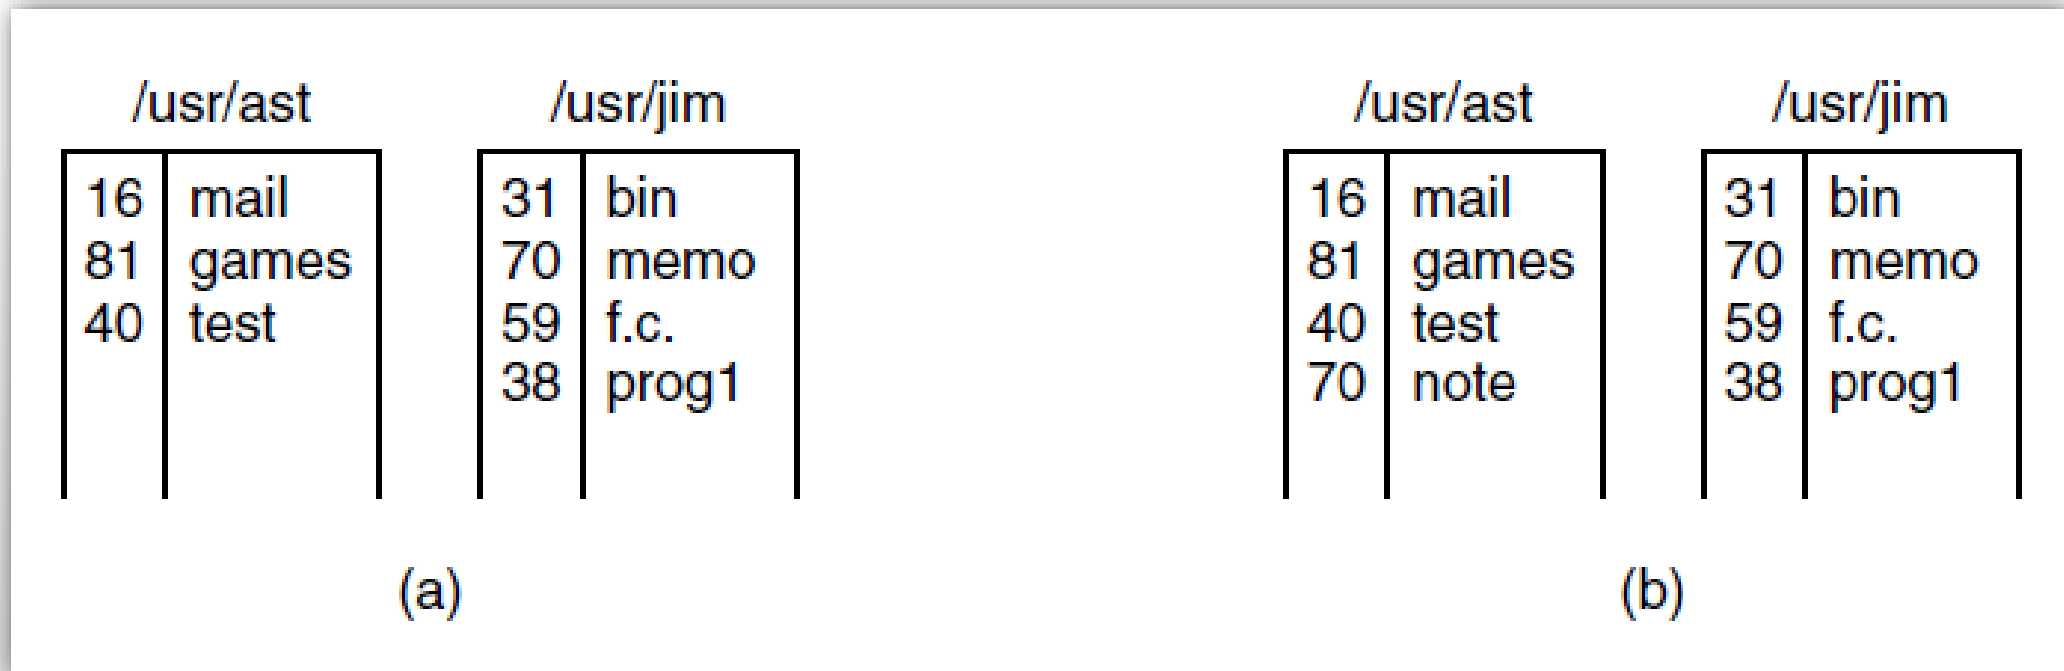 /usr/ast
16 mail
81 games
40 test
/usr/jim
31 bin
70 memo
59 f.c.
38 prog1
(a)
/usr/ast
16 mail
81 games
40 test
70 note
/usr/jim
31 bin
70 memo
59 f.c.
38 prog1
(b)